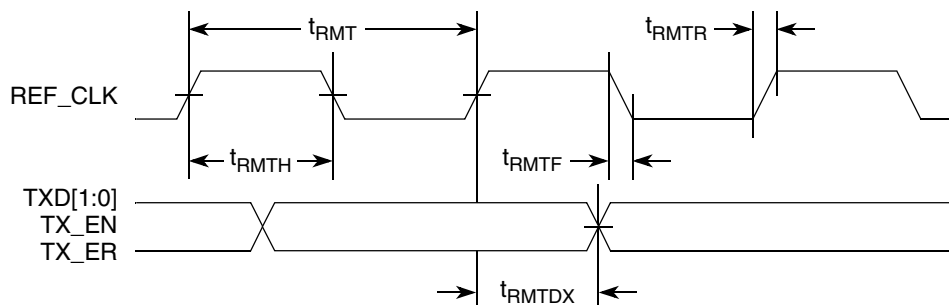 tRMT
tRMTR
REF_CLK
tRMTH
tRMTF
TXD[1:0]
TX_EN
TX_ER
tRMTDX